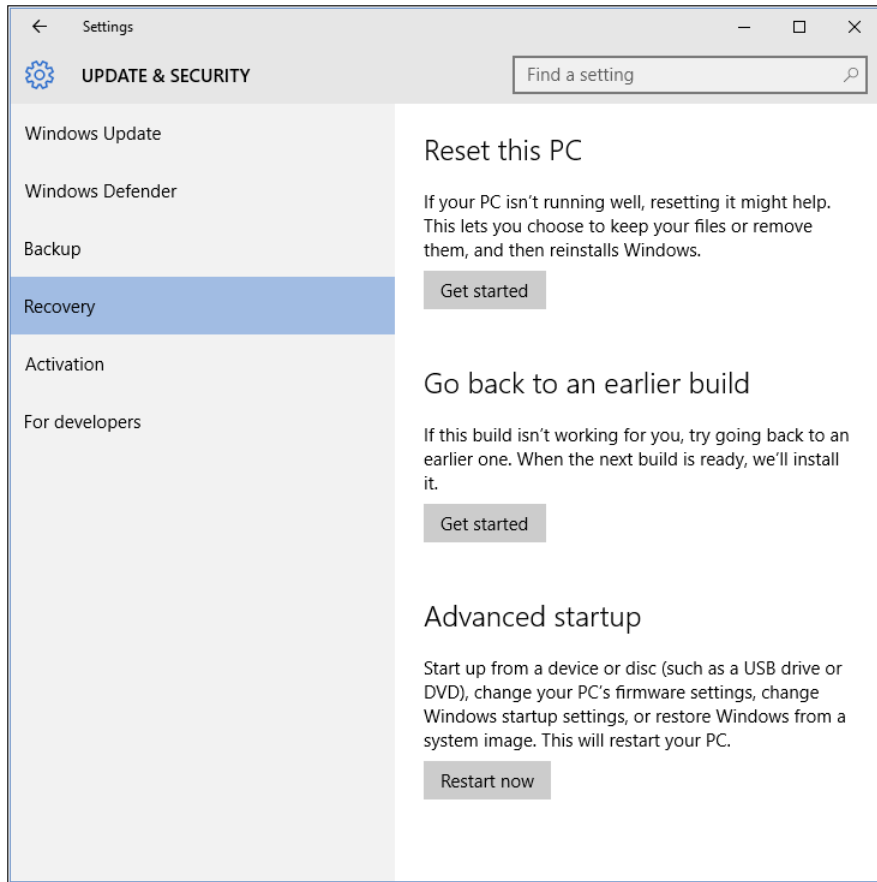 Settings
UPDATE & SECURITY
Find a setting
Windows Update
Windows Defender
Backup
Recovery
Activation
For developers
Reset this PC
If your PC isn’t running well, resetting it might help.
This lets you choose to keep your files or remove
them, and then reinstalls Windows.
Get started
Go back to an earlier build
If this build isn’t working for you, try going back to an
earlier one. When the next build is ready, we’ll install
it.
Get started
Advanced startup
Start up from a device or disc (such as a USB drive or
DVD), change your PC’s firmware settings, change
Windows startup settings, or restore Windows from a
system image. This will restart your PC.
Restart now